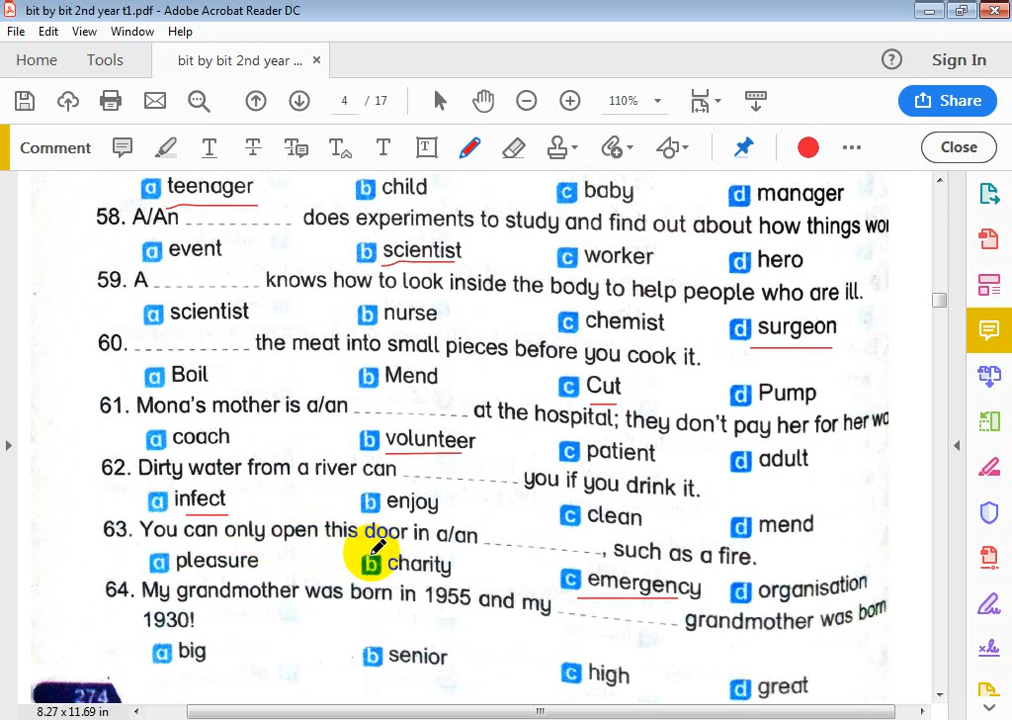 bit by bit 2nd year t1.pdf - Adobe Acrobat Reader DC
File Edit View Window Help
Home Tools bit by bit 2nd year ... × Sign In
4 / 17 110% Share
Comment Close
a teenager b child c baby d manager
58. A/An __________ does experiments to study and find out about how things wor
a event b scientist c worker d hero
59. A __________ knows how to look inside the body to help people who are ill.
a scientist b nurse c chemist d surgeon
60. __________ the meat into small pieces before you cook it.
a Boil b Mend c Cut d Pump
61. Mona's mother is a/an __________ at the hospital; they don't pay her for her wo
a coach b volunteer c patient d adult
62. Dirty water from a river can __________ you if you drink it.
a infect b enjoy c clean d mend
63. You can only open this door in a/an __________, such as a fire.
a pleasure b charity c emergency d organisation
64. My grandmother was born in 1955 and my __________ grandmother was born
1930!
a big b senior c high d great
274
8.27 x 11.69 in